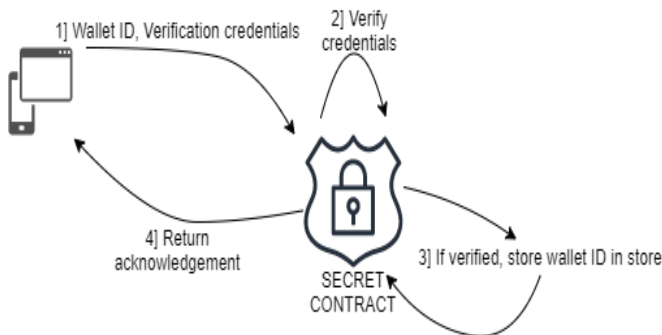 1] Wallet ID, Verification credentials
2] Verify
credentials
3] If verified, store wallet ID in store
4] Return
acknowledgement
SECRET
CONTRACT